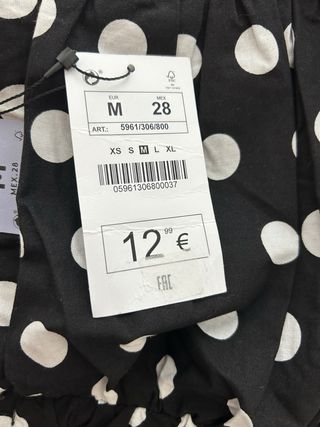 EUR MEX
M 28
ART.: 5961/306/800
XS S M L XL
05961306800037
12,99 €
EAC
MEX.28